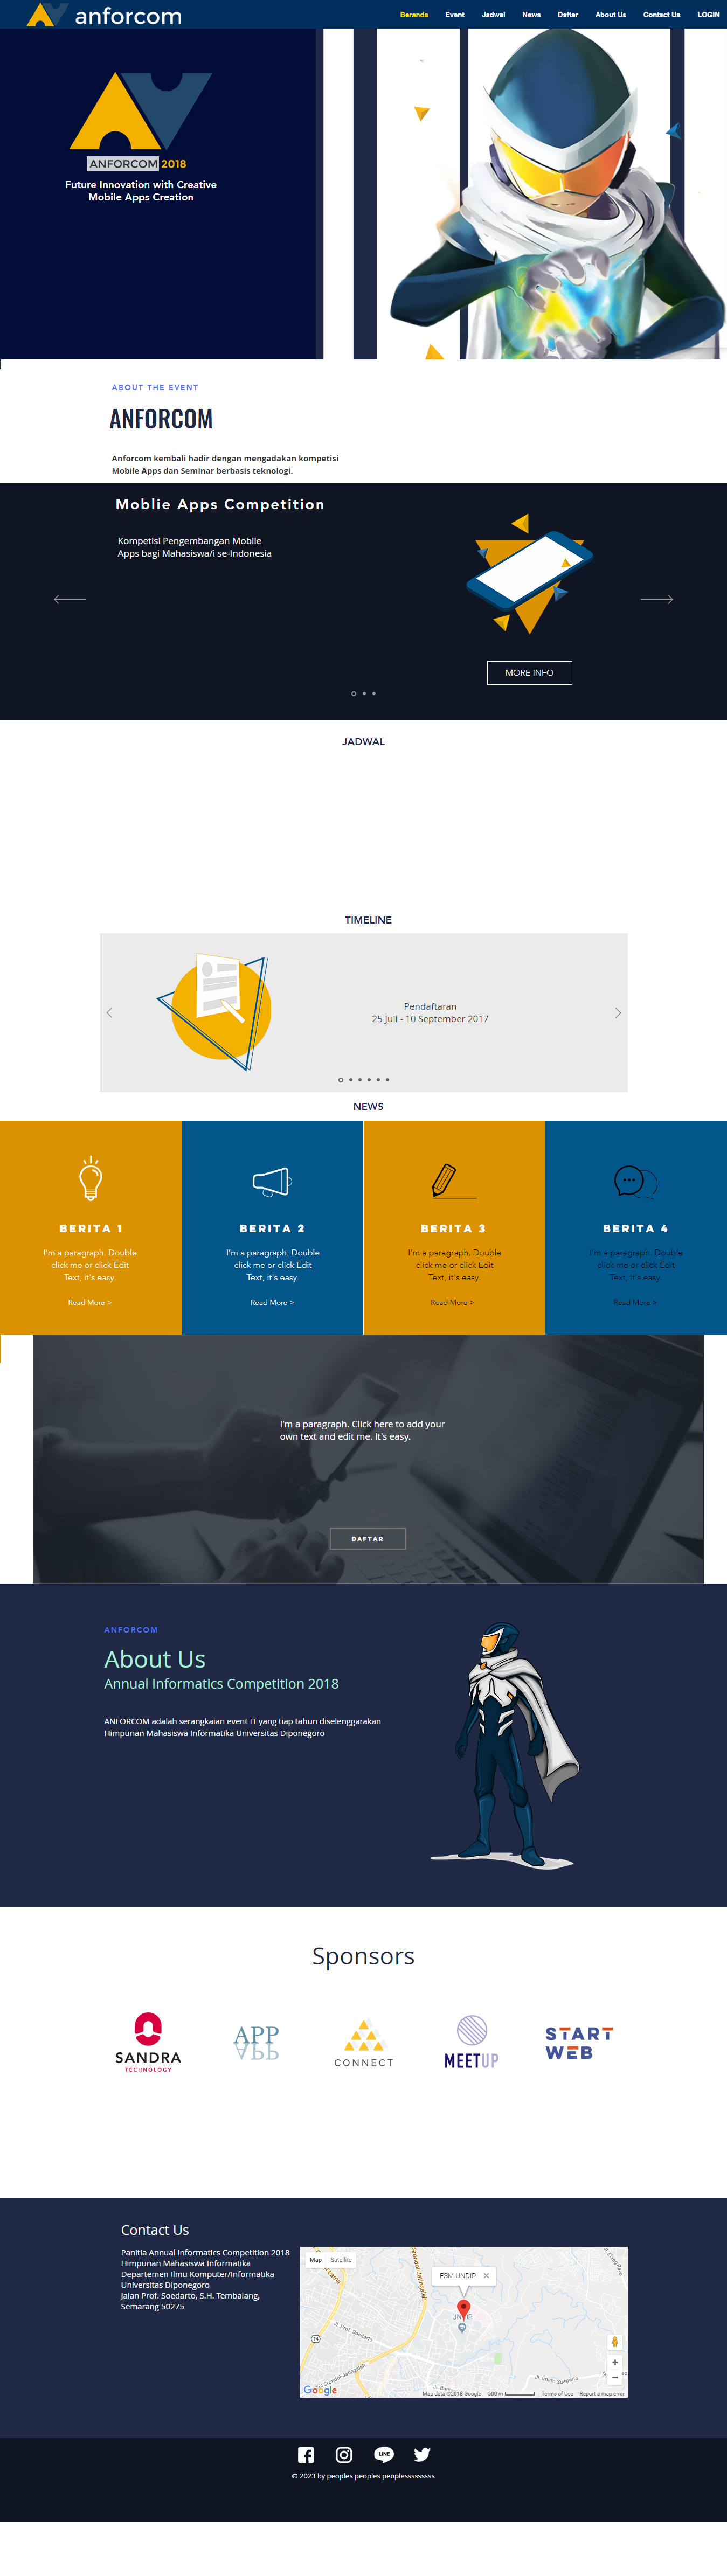 anforcom
Beranda Event Jadwal News Daftar About Us Contact Us LOGIN
ANFORCOM 2018
Future Innovation with Creative
Mobile Apps Creation
ABOUT THE EVENT
ANFORCOM
Anforcom kembali hadir dengan mengadakan kompetisi
Mobile Apps dan Seminar berbasis teknologi.
Moblie Apps Competition
Kompetisi Pengembangan Mobile
Apps bagi Mahasiswa/i se-Indonesia
MORE INFO
JADWAL
TIMELINE
Pendaftaran
25 Juli - 10 September 2017
NEWS
BERITA 1
I'm a paragraph. Double
click me or click Edit
Text, it's easy.
Read More >
BERITA 2
I'm a paragraph. Double
click me or click Edit
Text, it's easy.
Read More >
BERITA 3
I'm a paragraph. Double
click me or click Edit
Text, it's easy.
Read More >
BERITA 4
I'm a paragraph. Double
click me or click Edit
Text, it's easy.
Read More >
I'm a paragraph. Click here to add your
own text and edit me. It's easy.
DAFTAR
ANFORCOM
About Us
Annual Informatics Competition 2018
ANFORCOM adalah serangkaian event IT yang tiap tahun diselenggarakan
Himpunan Mahasiswa Informatika Universitas Diponegoro
Sponsors
SANDRA
TECHNOLOGY
APP
CONNECT
MEETUP
START
WEB
Contact Us
Panitia Annual Informatics Competition 2018
Himpunan Mahasiswa Informatika
Departemen Ilmu Komputer/Informatika
Universitas Diponegoro
Jalan Prof. Soedarto, S.H. Tembalang,
Semarang 50275
Map Satellite
FSM UNDIP
UNDIP
Jl. Prof. Soedarto
14
Google
Map data ©2018 Google 500 m Terms of Use Report a map error
LINE
© 2023 by peoples peoples peoplesssssssss